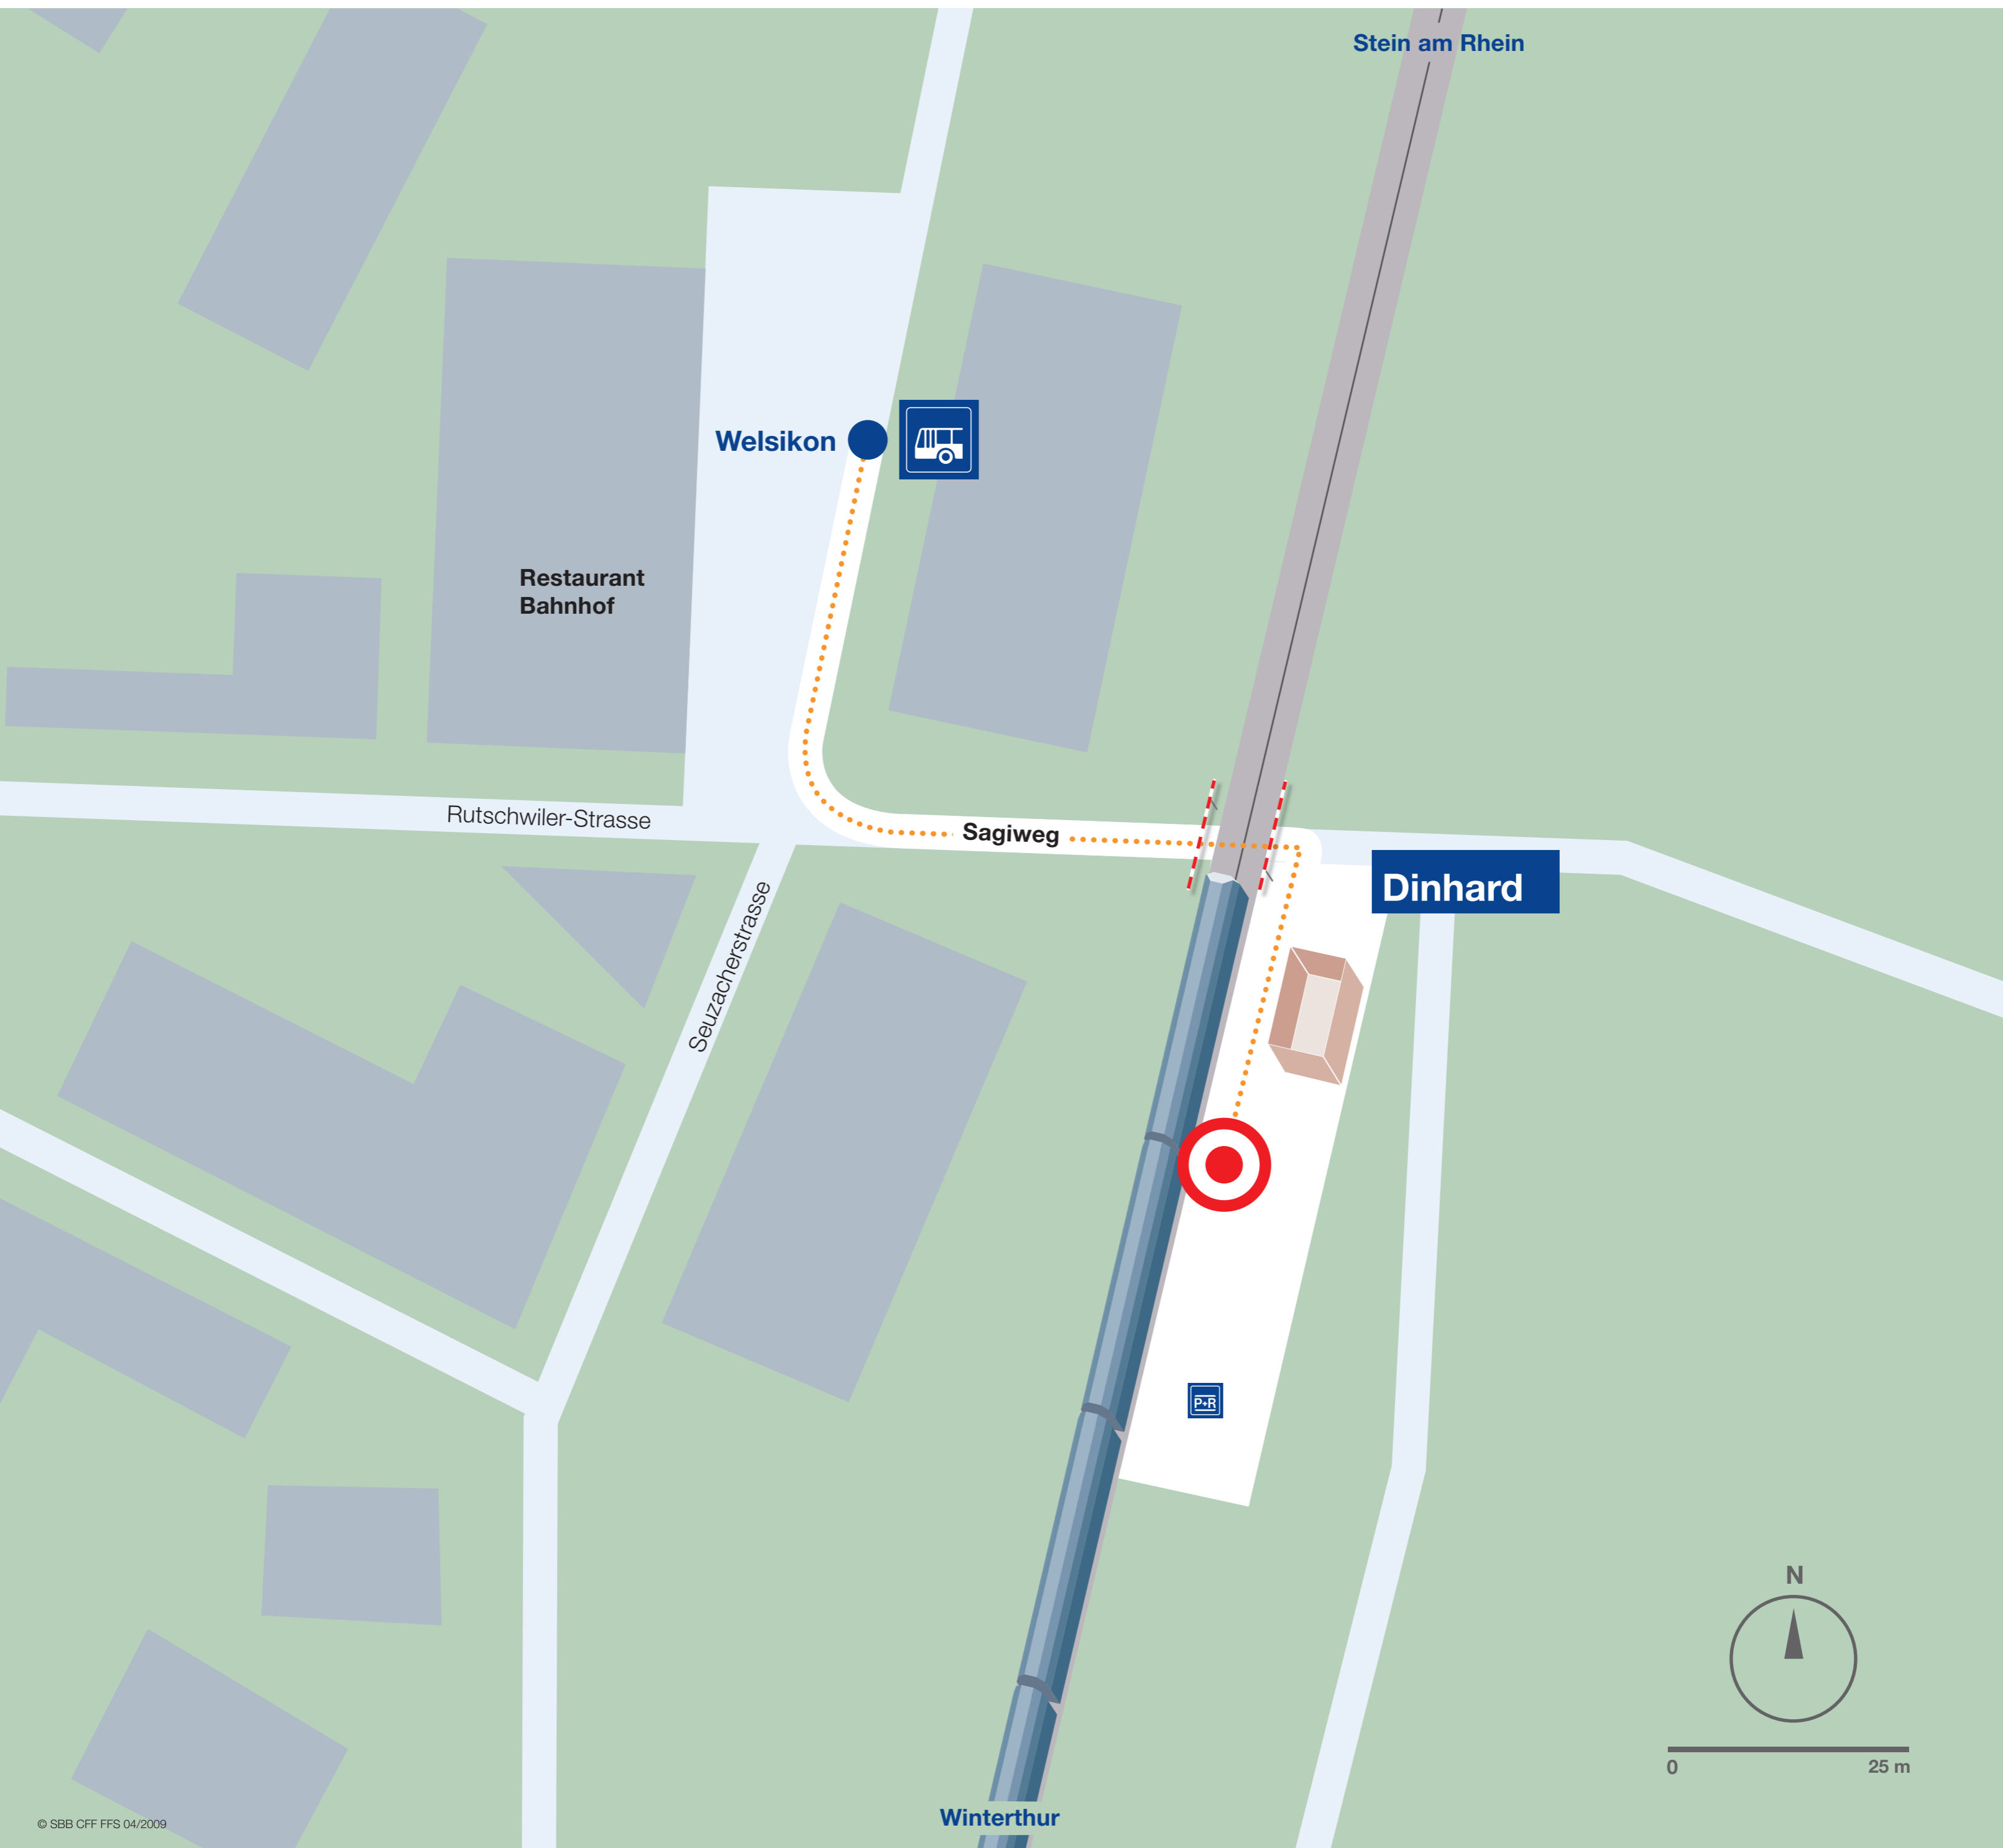 Stein am Rhein
Welsikon
Restaurant
Bahnhof
Rutschwiler-Strasse
Sagiweg
Dinhard
Seuzacherstrasse
P+R
N
0
25 m
Winterthur
© SBB CFF FFS 04/2009